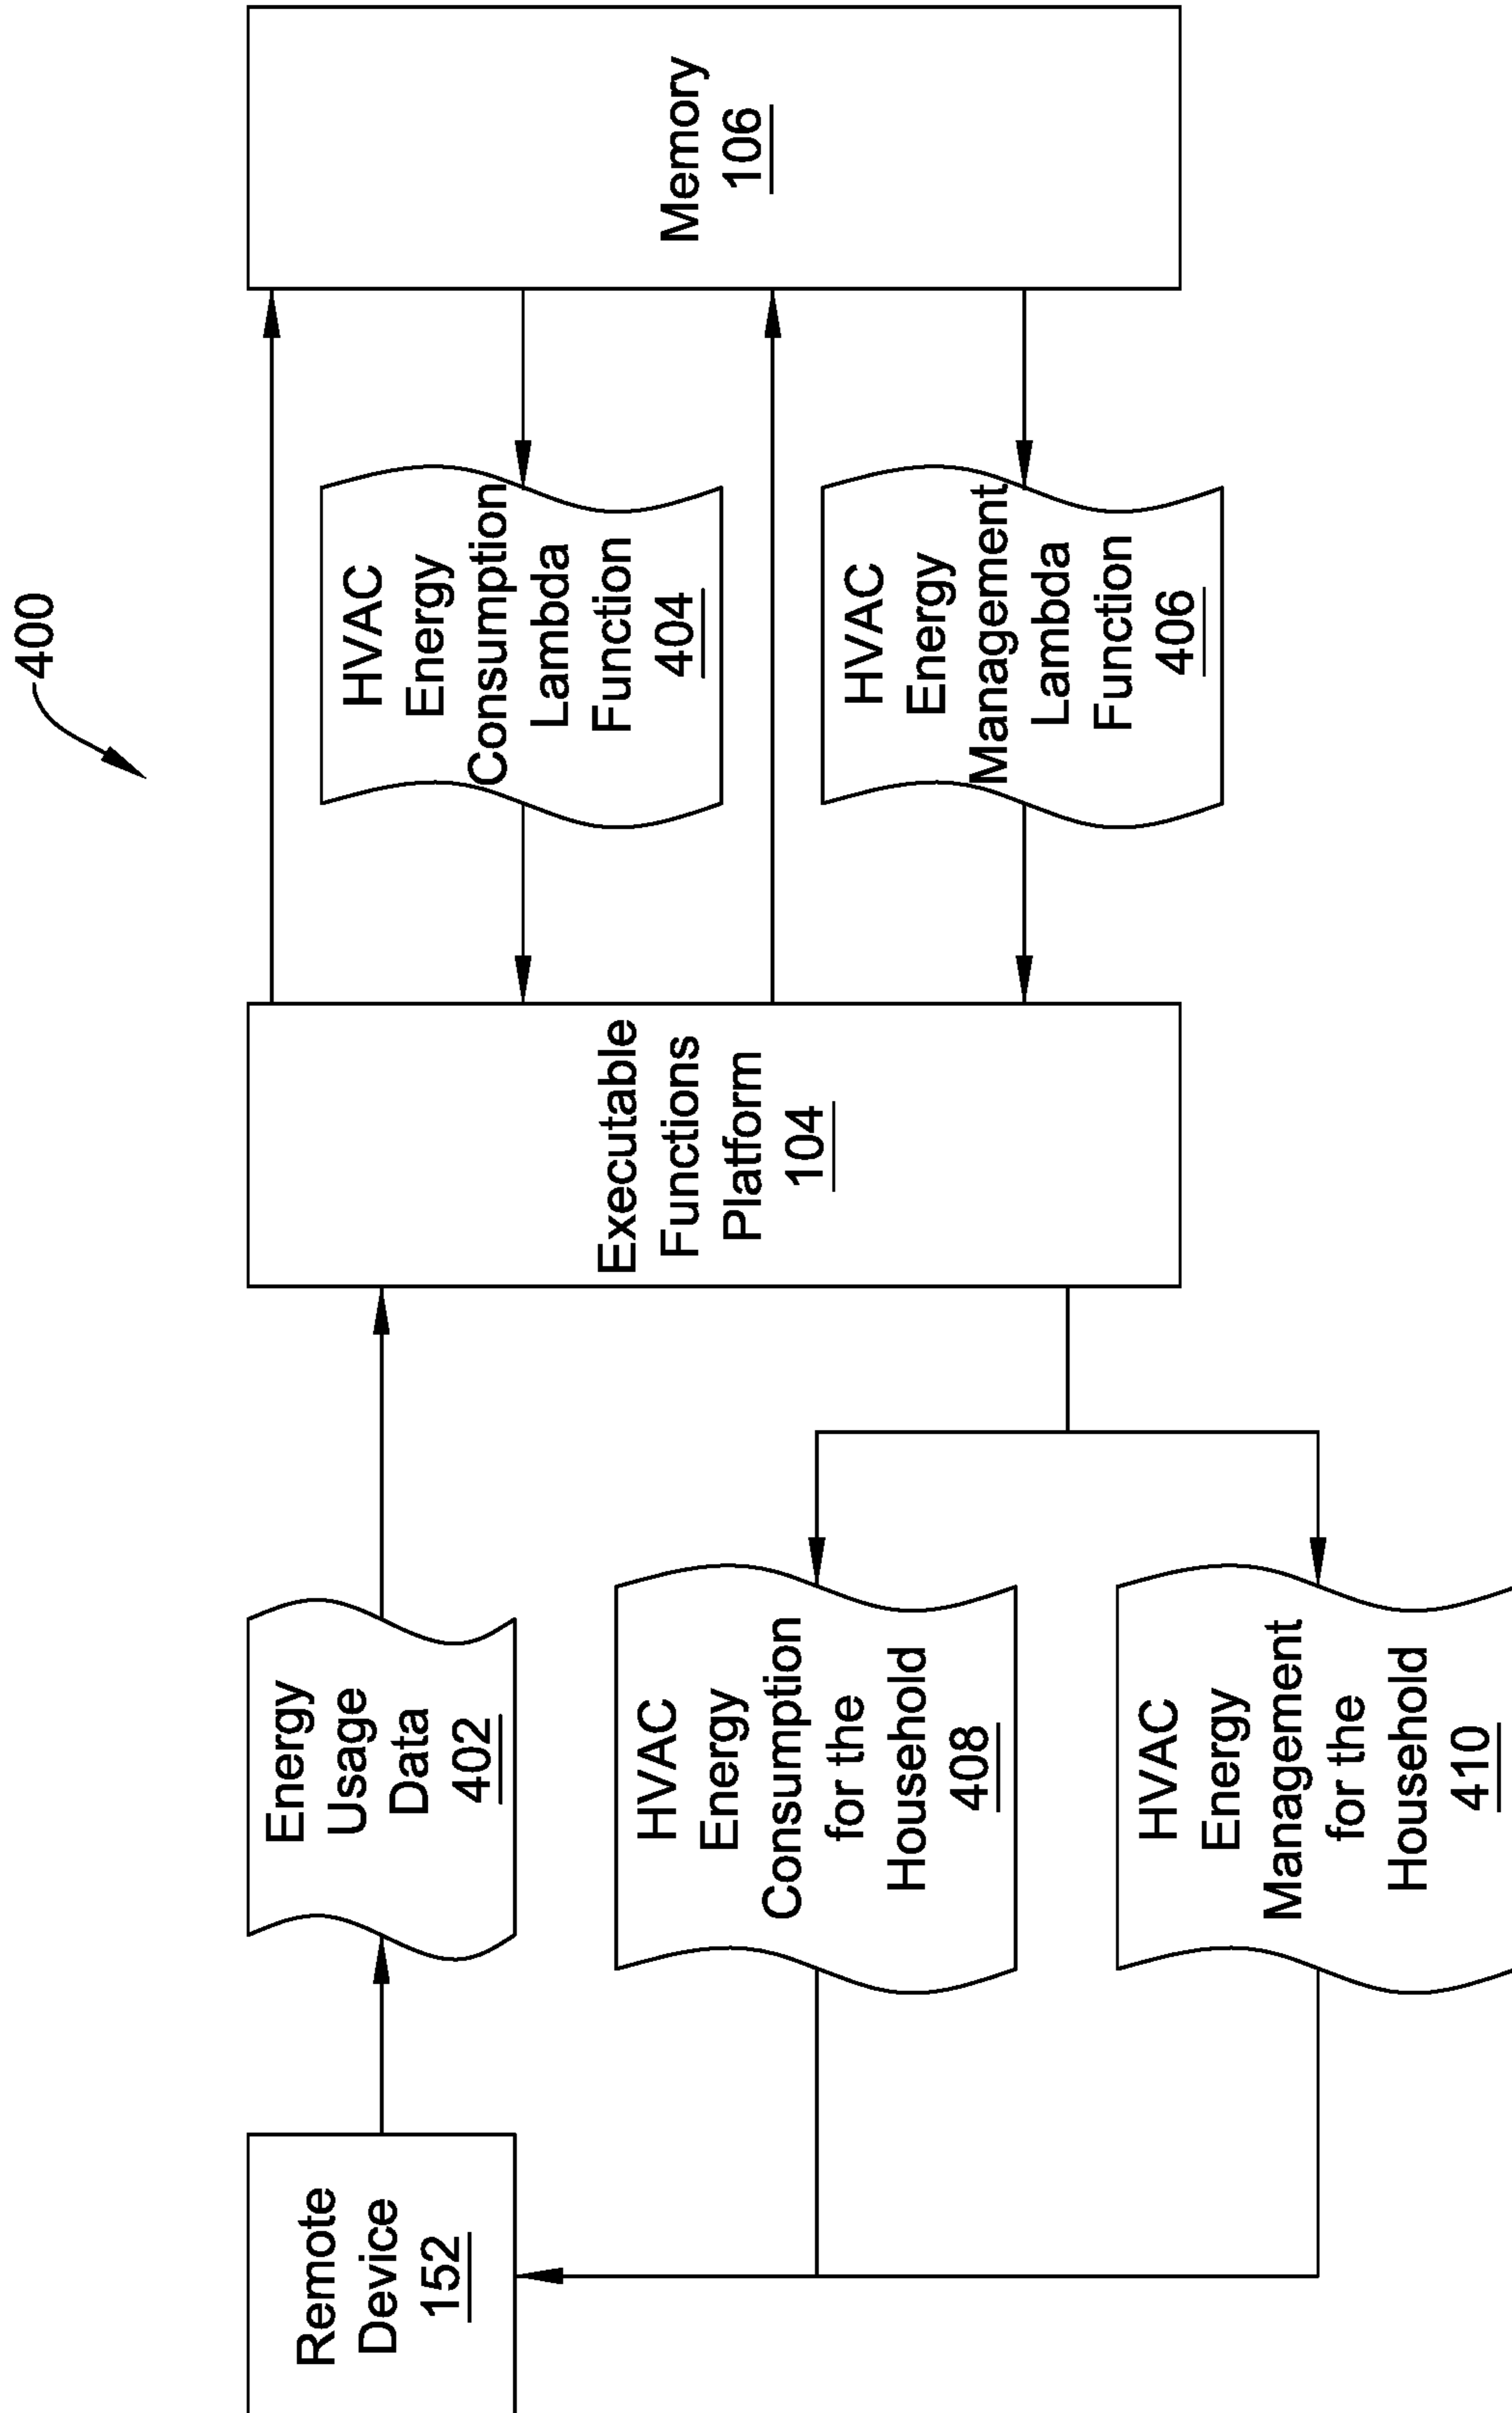 400
Remote
Device
152
Energy
Usage
Data
402
Executable
Functions
Platform
104
Memory
106
HVAC
Energy
Consumption
Lambda
Function
404
HVAC
Energy
Management
Lambda
Function
406
HVAC
Energy
Consumption
for the
Household
408
HVAC
Energy
Management
for the
Household
410